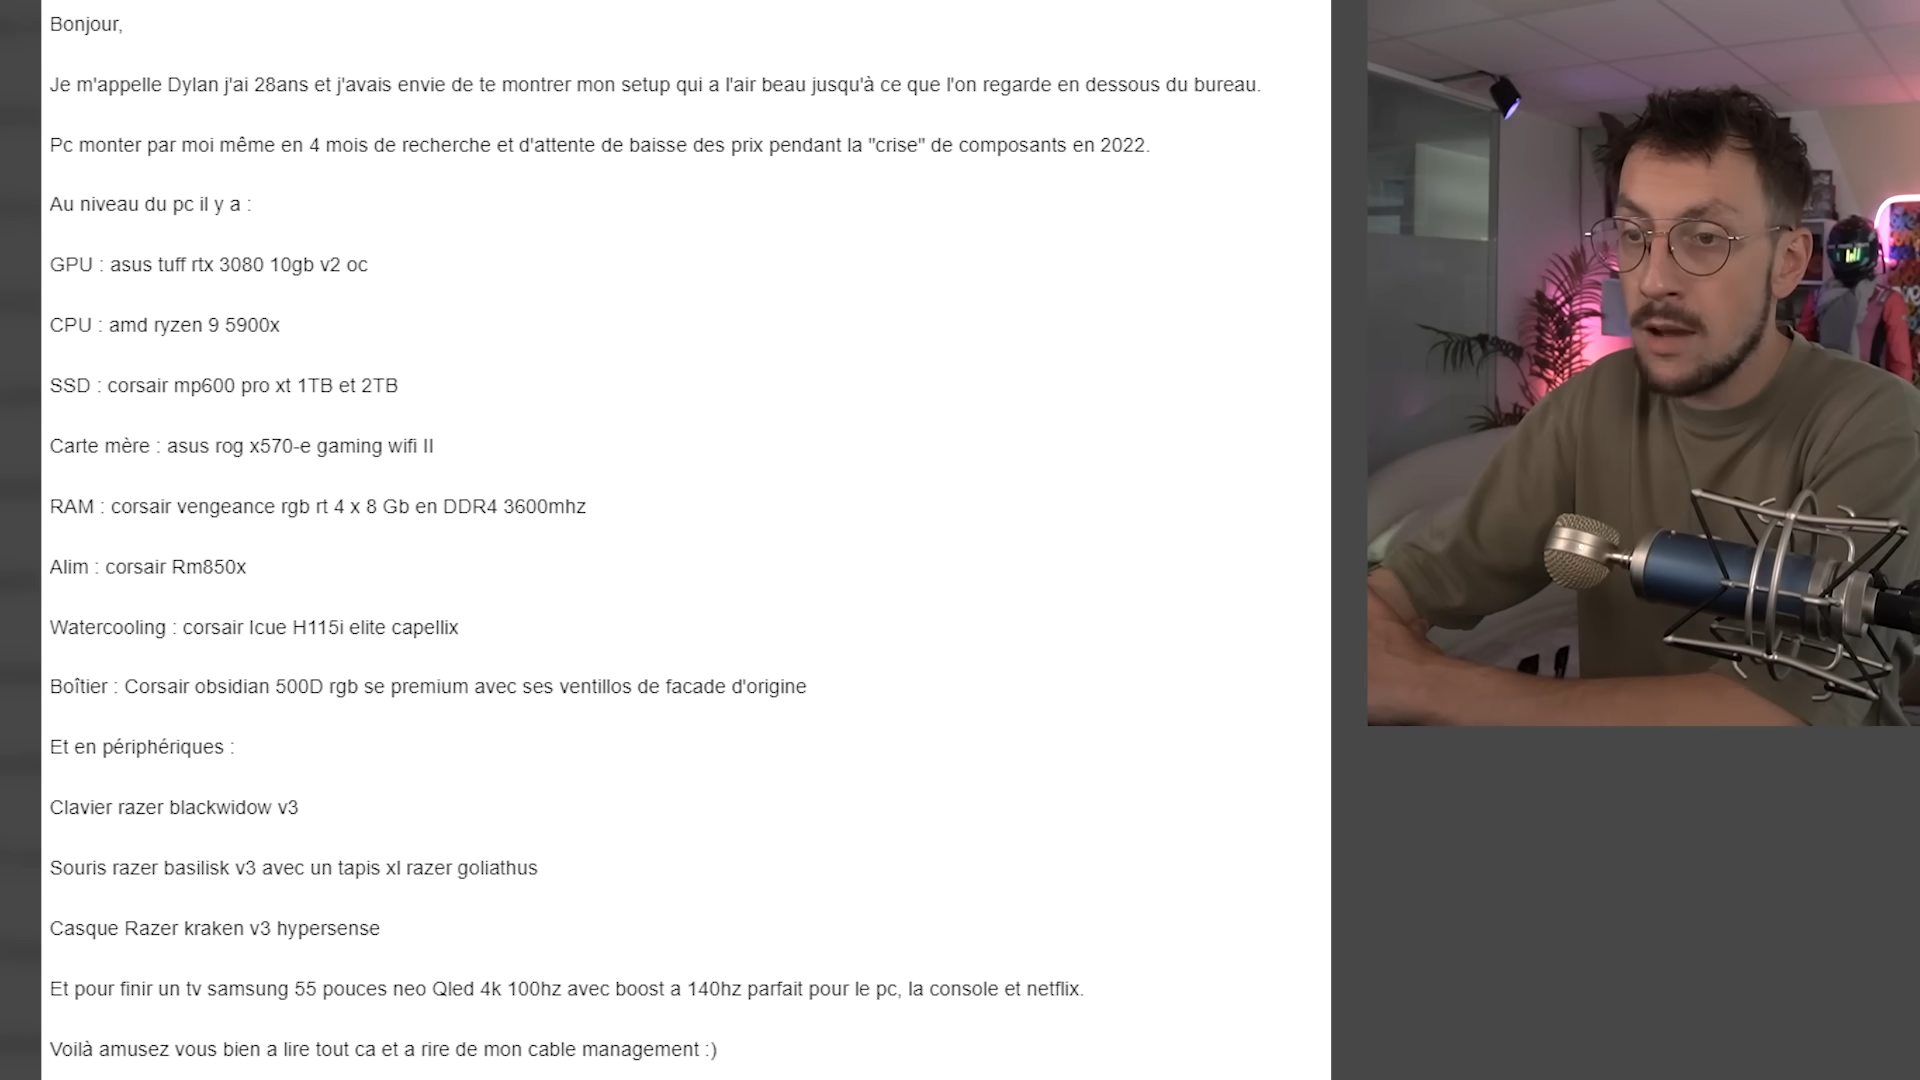 Bonjour,
Je m'appelle Dylan j'ai 28ans et j'avais envie de te montrer mon setup qui a l'air beau jusqu'à ce que l'on regarde en dessous du bureau.
Pc monter par moi même en 4 mois de recherche et d'attente de baisse des prix pendant la "crise" de composants en 2022.
Au niveau du pc il y a :
GPU : asus tuff rtx 3080 10gb v2 oc
CPU : amd ryzen 9 5900x
SSD : corsair mp600 pro xt 1TB et 2TB
Carte mère : asus rog x570-e gaming wifi II
RAM : corsair vengeance rgb rt 4 x 8 Gb en DDR4 3600mhz
Alim : corsair Rm850x
Watercooling : corsair Icue H115i elite capellix
Boîtier : Corsair obsidian 500D rgb se premium avec ses ventillos de facade d'origine
Et en périphériques :
Clavier razer blackwidow v3
Souris razer basilisk v3 avec un tapis xl razer goliathus
Casque Razer kraken v3 hypersense
Et pour finir un tv samsung 55 pouces neo Qled 4k 100hz avec boost a 140hz parfait pour le pc, la console et netflix.
Voilà amusez vous bien a lire tout ca et a rire de mon cable management :)